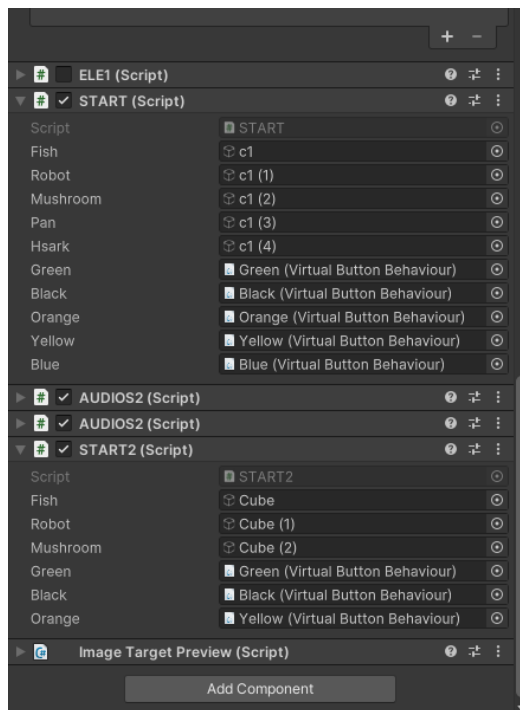 + −
# ELE1 (Script)
# START (Script)
Script # START
Fish c1
Robot c1 (1)
Mushroom c1 (2)
Pan c1 (3)
Hsark c1 (4)
Green Green (Virtual Button Behaviour)
Black Black (Virtual Button Behaviour)
Orange Orange (Virtual Button Behaviour)
Yellow Yellow (Virtual Button Behaviour)
Blue Blue (Virtual Button Behaviour)
# AUDIOS2 (Script)
# AUDIOS2 (Script)
# START2 (Script)
Script # START2
Fish Cube
Robot Cube (1)
Mushroom Cube (2)
Green Green (Virtual Button Behaviour)
Black Black (Virtual Button Behaviour)
Orange Yellow (Virtual Button Behaviour)
Image Target Preview (Script)
Add Component